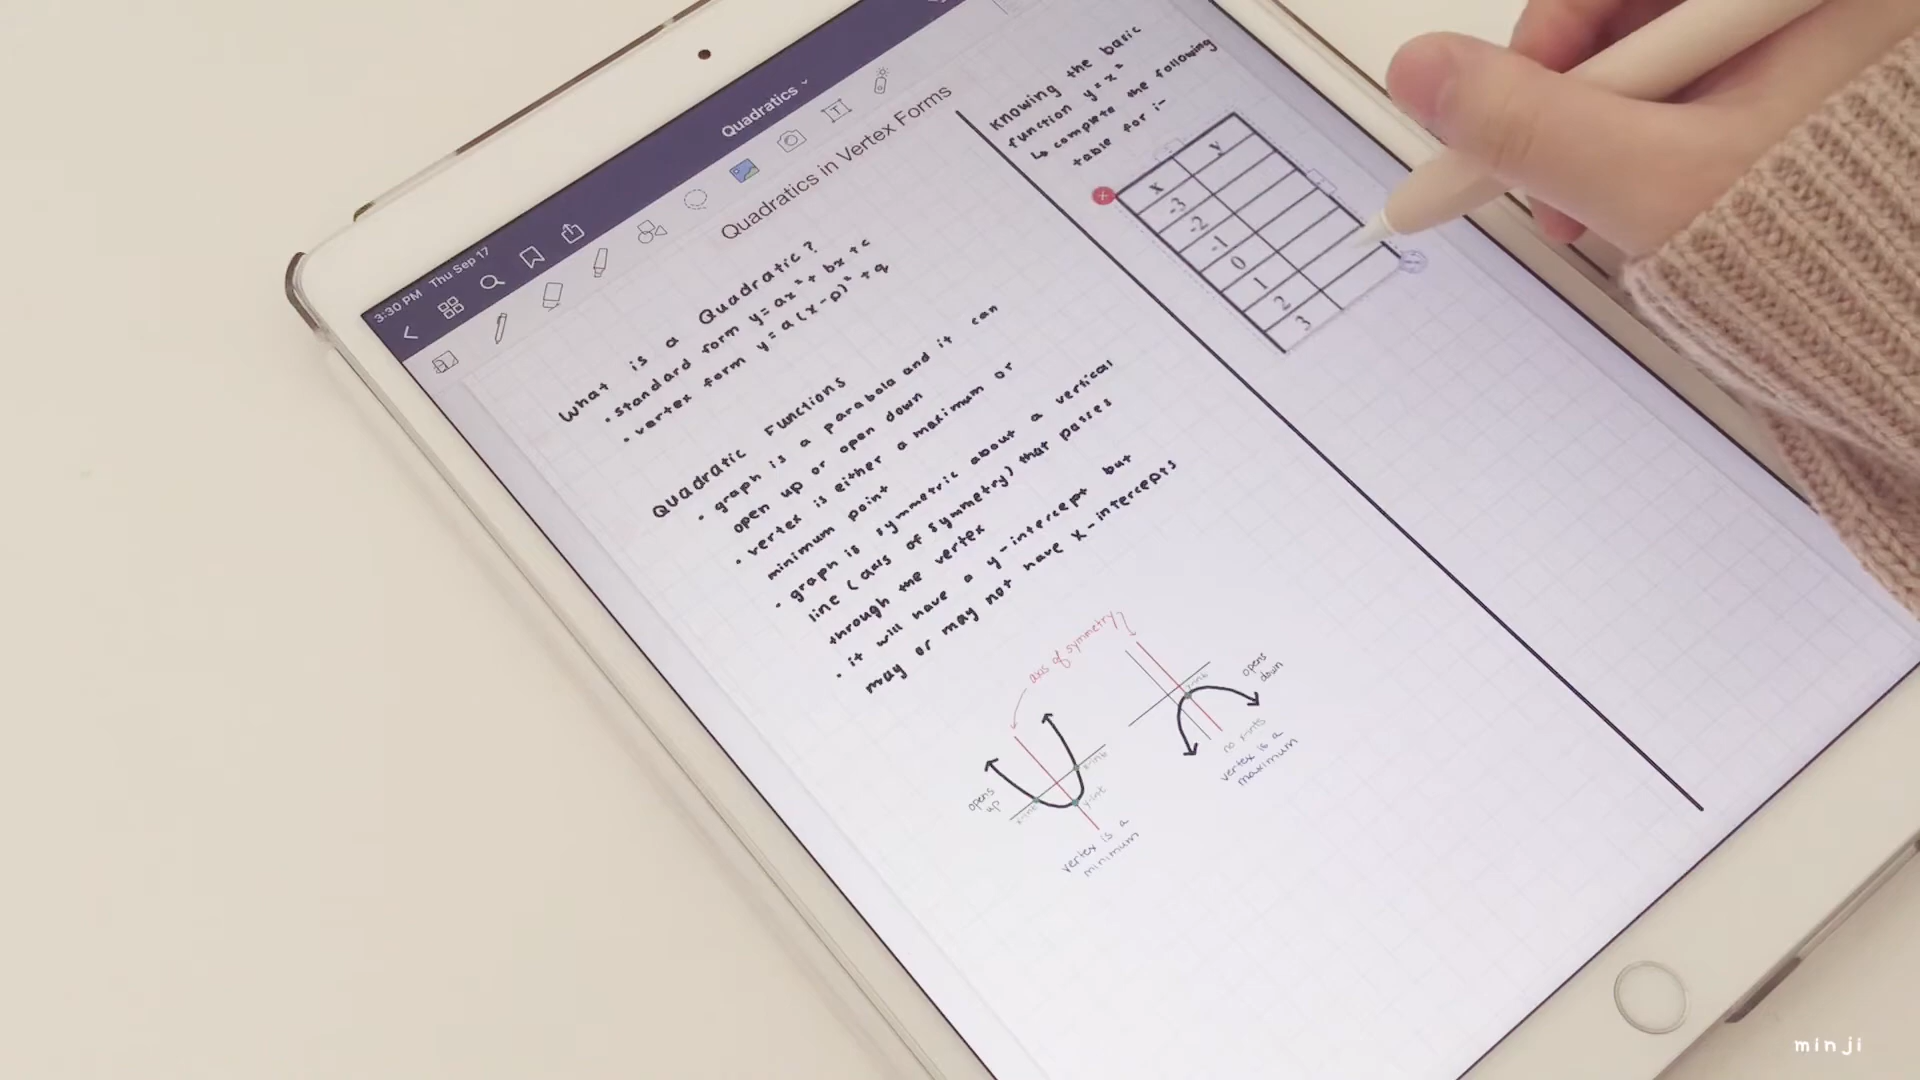 3:30 PM Thu Sep 17
Quadratics
Quadratics in Vertex Forms
What is a Quadratic?
• standard form y = ax² + bx + c
• vertex form y = a(x-p)² + q
Quadratic Functions
• graph is a parabola and it can
open up or open down
• vertex is either a maximum or
minimum point
• graph is symmetric about a vertical
line (axis of symmetry) that passes
through the vertex
• it will have a y-intercept but
may or may not have x-intercepts
axis of symmetry
opens
up
x-int
x-int
y-int
vertex is a
minimum
opens
down
no x-ints
vertex is a
maximum
Knowing the basic
function y = x²
↳ complete the following
table for
x y
-3
-2
-1
0
1
2
3
minji